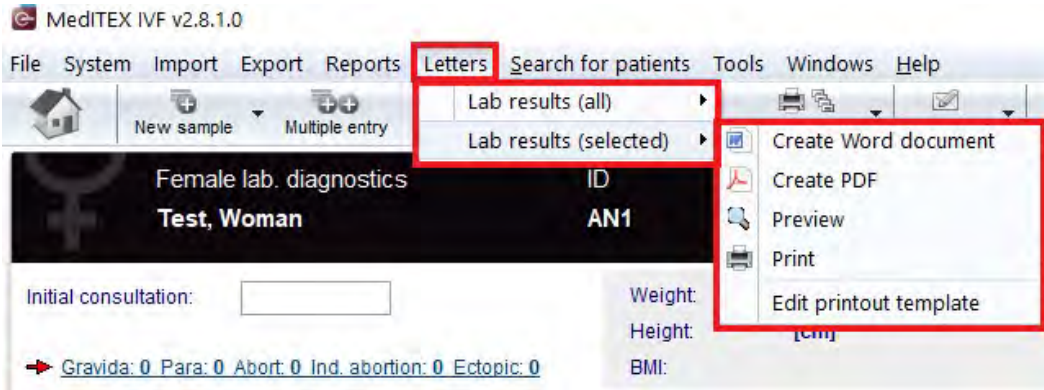 MedITEX IVF v2.8.1.0
File System Import Export Reports Letters Search for patients Tools Windows Help
New sample Multiple entry
Lab results (all)
Lab results (selected)
Create Word document
Create PDF
Preview
Print
Edit printout template
Female lab. diagnostics ID
Test, Woman AN1
Initial consultation: Weight:
Height: [cm]
Gravida: 0 Para: 0 Abort: 0 Ind. abortion: 0 Ectopic: 0 BMI: